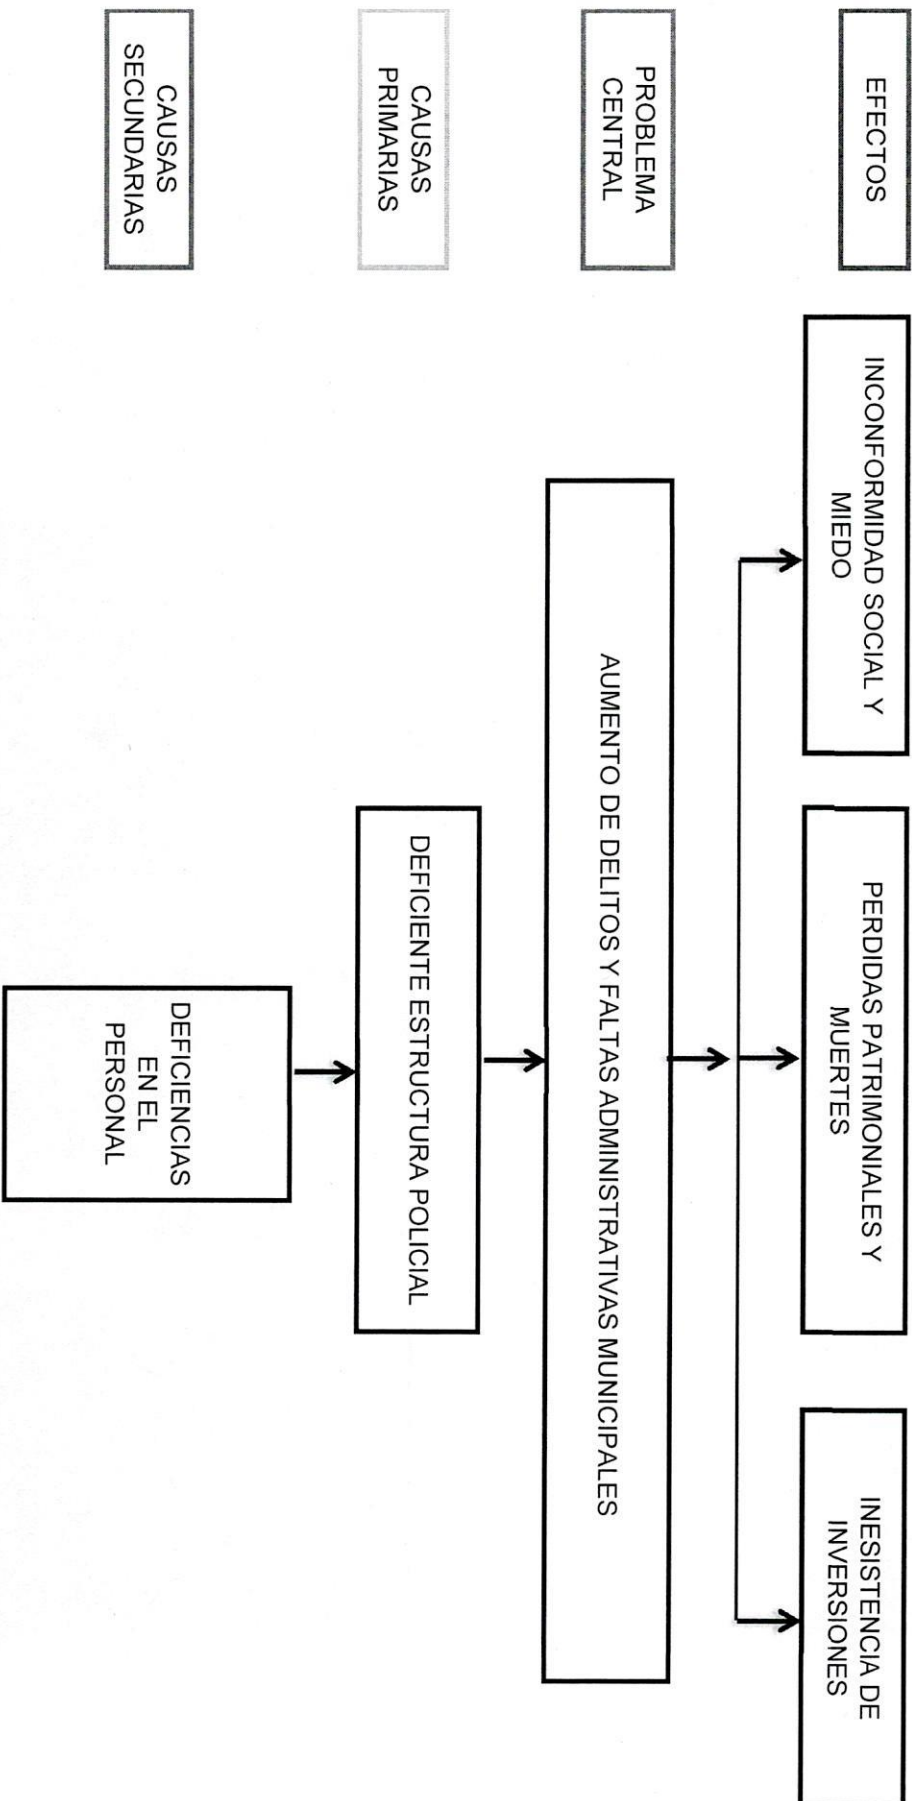 EFECTOS
INCONFORMIDAD SOCIAL Y
MIEDO
PERDIDAS PATRIMONIALES Y
MUERTES
INESISTENCIA DE
INVERSIONES
PROBLEMA
CENTRAL
AUMENTO DE DELITOS Y FALTAS ADMINISTRATIVAS MUNICIPALES
CAUSAS
PRIMARIAS
DEFICIENTE ESTRUCTURA POLICIAL
CAUSAS
SECUNDARIAS
DEFICIENCIAS
EN EL
PERSONAL